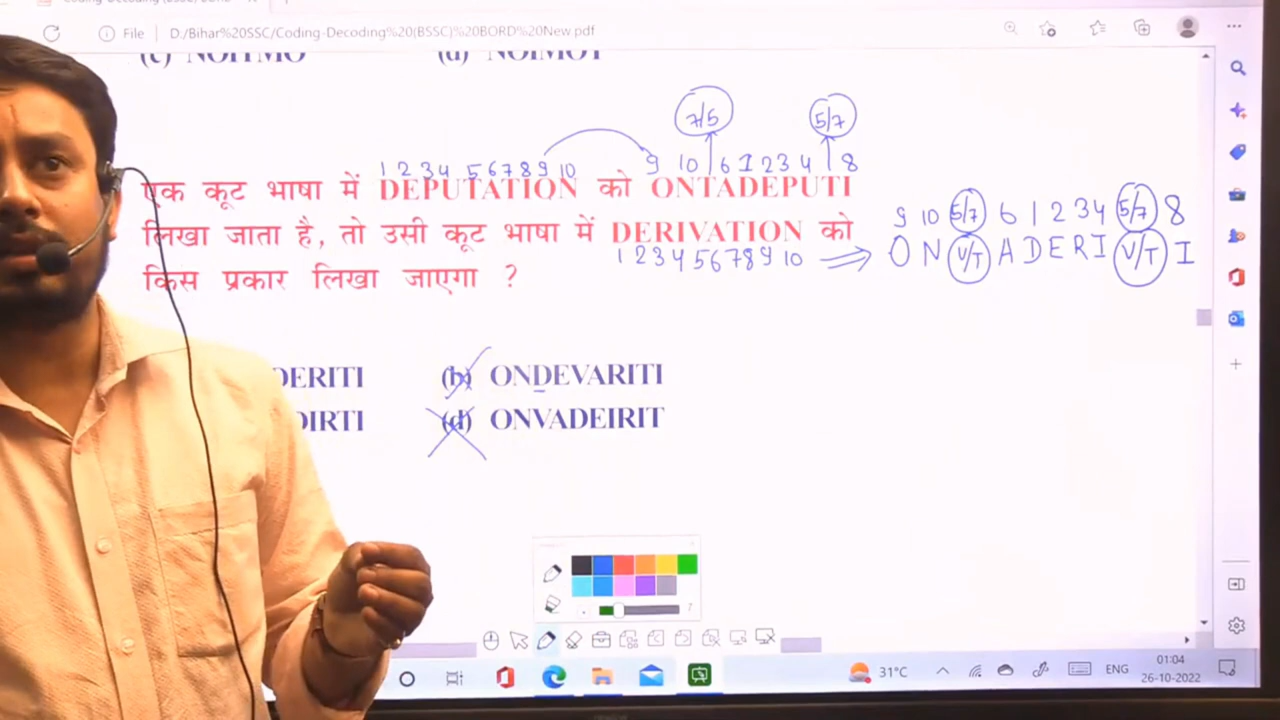 File D:/Bihar%20SSC/Coding-Decoding%20(BSSC)%20BORD%20New.pdf
(c) NOITMO (d) NOIMOT
7/5 5/7
1 2 3 4 5 6 7 8 9 10 9 10 6 1 2 3 4 8
एक कूट भाषा में DEPUTATION को ONTADEPUTI
9 10 5/7 6 1 2 3 4 5/7 8
लिखा जाता है, तो उसी कूट भाषा में DERIVATION को
1 2 3 4 5 6 7 8 9 10 ⇒ O N V/T A D E R I V/T I
किस प्रकार लिखा जाएगा ?
DERITI (b) ONDEVARITI
DIRTI (d) ONVADEIRIT
31°C ENG 01:04
26-10-2022